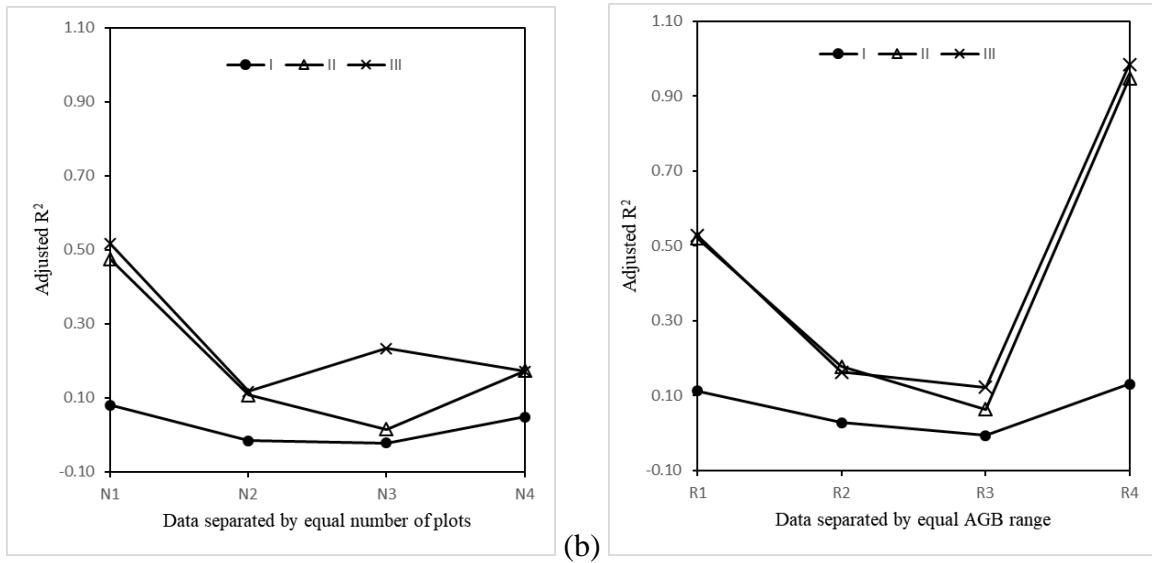 1.10
0.90
0.70
0.50
0.30
0.10
-0.10
Adjusted R²
I II III
N1 N2 N3 N4
Data separated by equal number of plots
(b)
1.10
0.90
0.70
0.50
0.30
0.10
-0.10
Adjusted R²
I II III
R1 R2 R3 R4
Data separated by equal AGB range